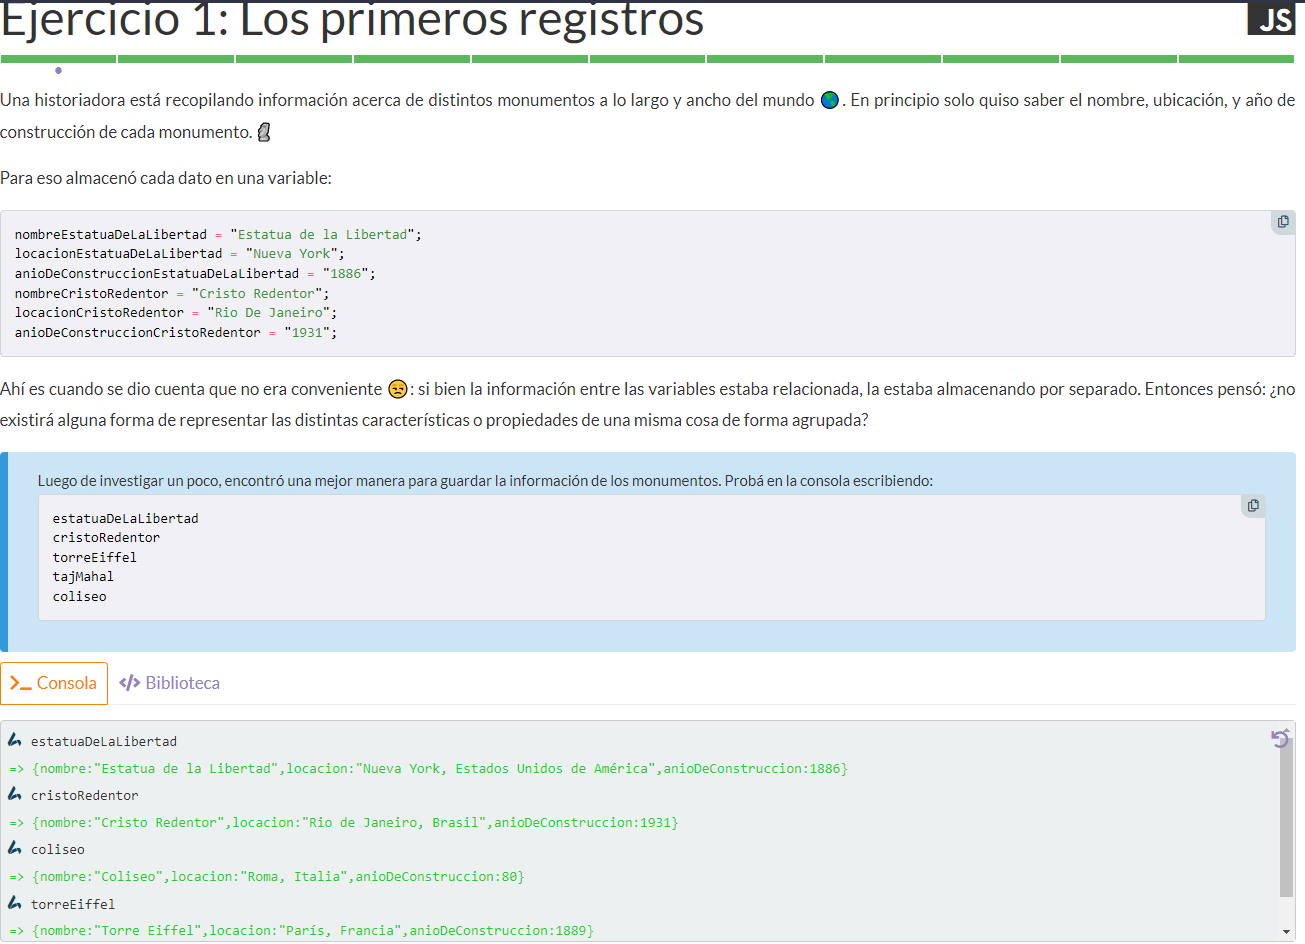 Ejercicio 1: Los primeros registros
JS
Una historiadora está recopilando información acerca de distintos monumentos a lo largo y ancho del mundo 🌎. En principio solo quiso saber el nombre, ubicación, y año de
construcción de cada monumento. 🗿
Para eso almacenó cada dato en una variable:
nombreEstatuaDeLaLibertad = "Estatua de la Libertad";
locacionEstatuaDeLaLibertad = "Nueva York";
anioDeConstruccionEstatuaDeLaLibertad = "1886";
nombreCristoRedentor = "Cristo Redentor";
locacionCristoRedentor = "Rio De Janeiro";
anioDeConstruccionCristoRedentor = "1931";
Ahí es cuando se dio cuenta que no era conveniente 😒: si bien la información entre las variables estaba relacionada, la estaba almacenando por separado. Entonces pensó: ¿no
existirá alguna forma de representar las distintas características o propiedades de una misma cosa de forma agrupada?
Luego de investigar un poco, encontró una mejor manera para guardar la información de los monumentos. Probá en la consola escribiendo:
estatuaDeLaLibertad
cristoRedentor
torreEiffel
tajMahal
coliseo
>_ Consola
</> Biblioteca
estatuaDeLaLibertad
=> {nombre:"Estatua de la Libertad",locacion:"Nueva York, Estados Unidos de América",anioDeConstruccion:1886}
cristoRedentor
=> {nombre:"Cristo Redentor",locacion:"Rio de Janeiro, Brasil",anioDeConstruccion:1931}
coliseo
=> {nombre:"Coliseo",locacion:"Roma, Italia",anioDeConstruccion:80}
torreEiffel
=> {nombre:"Torre Eiffel",locacion:"París, Francia",anioDeConstruccion:1889}